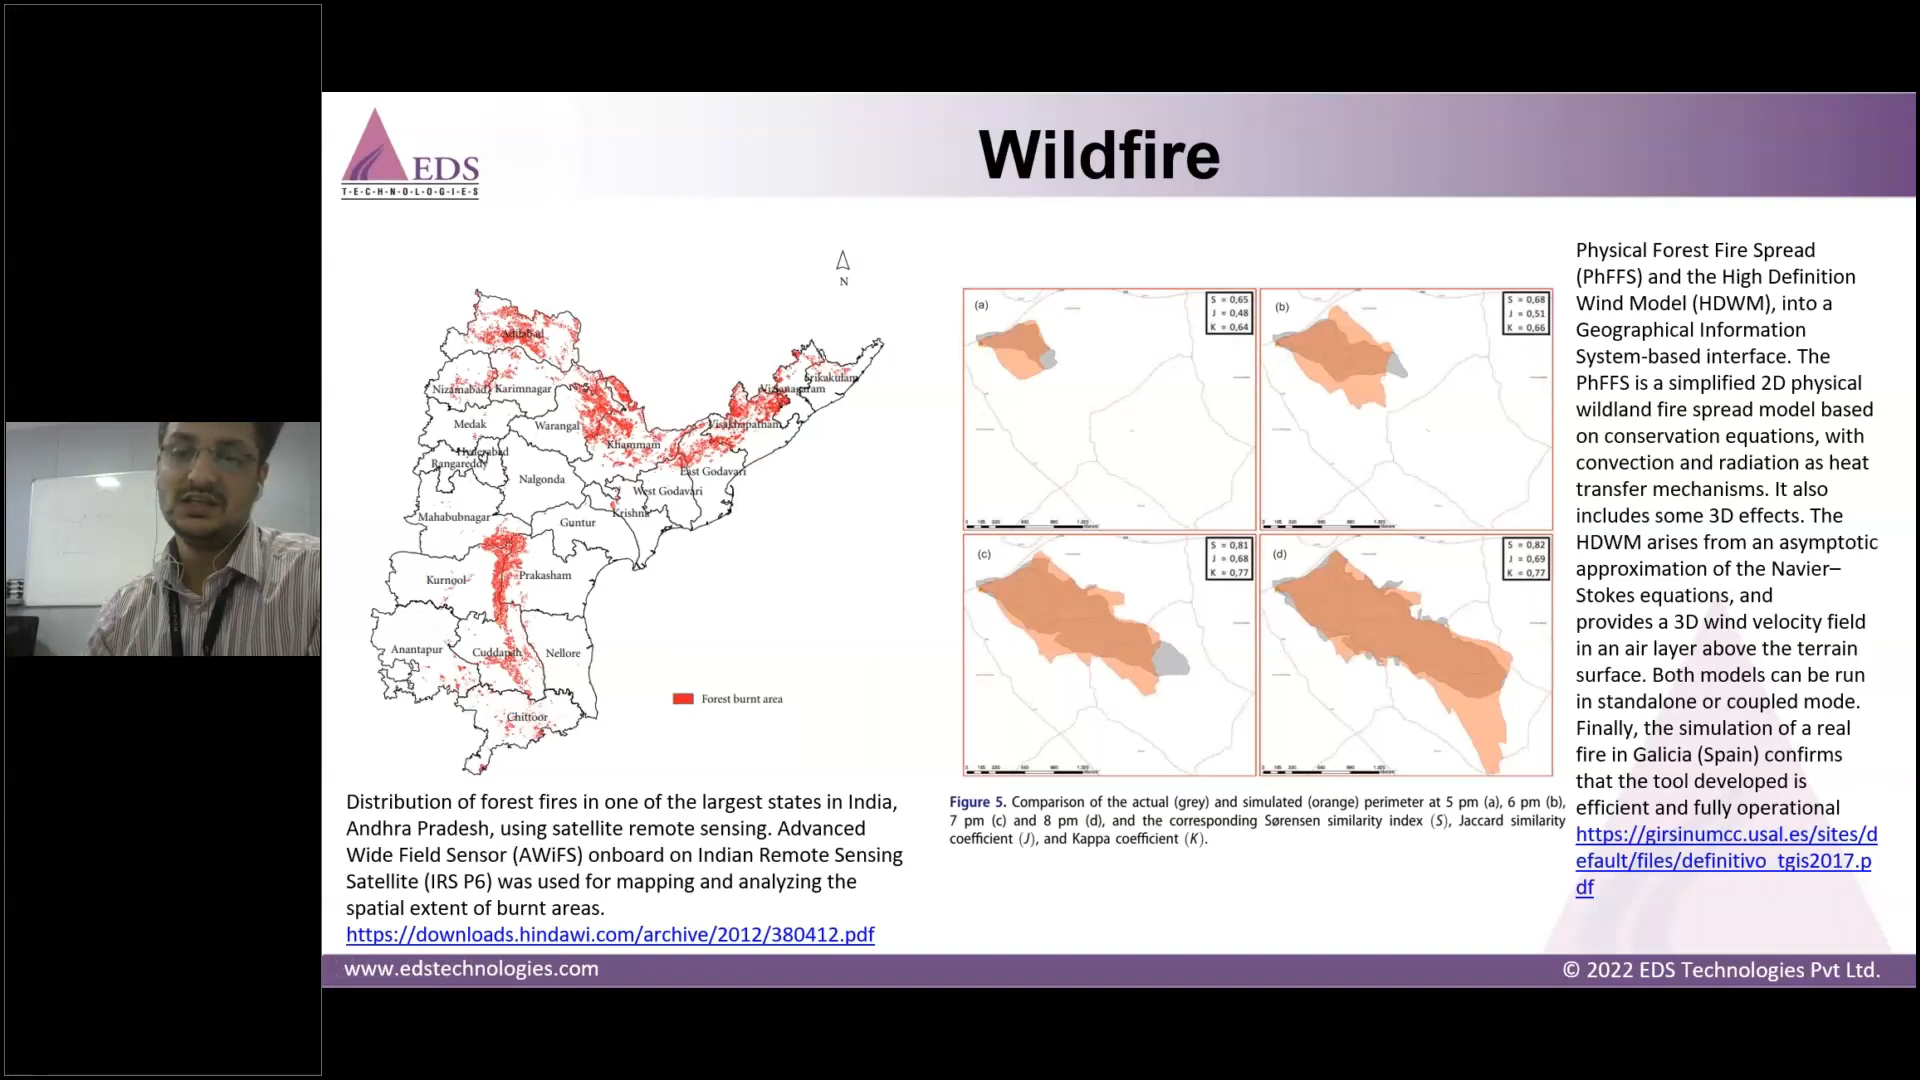 EDS
T·E·C·H·N·O·L·O·G·I·E·S
Wildfire
N
Adilabad
Nizamabad
Karimnagar
Srikakulam
Vizianagaram
Medak
Warangal
Visakhapatnam
Hyderabad
Khammam
Rangareddy
East Godavari
Nalgonda
West Godavari
Krishna
Mahabubnagar
Guntur
Kurnool
Prakasham
Anantapur
Cuddapah
Nellore
Chittoor
Forest burnt area
Distribution of forest fires in one of the largest states in India,
Andhra Pradesh, using satellite remote sensing. Advanced
Wide Field Sensor (AWiFS) onboard on Indian Remote Sensing
Satellite (IRS P6) was used for mapping and analyzing the
spatial extent of burnt areas.
https://downloads.hindawi.com/archive/2012/380412.pdf
(a)
S = 0,65
J = 0,48
K = 0,64
(b)
S = 0,68
J = 0,51
K = 0,66
(c)
S = 0,81
J = 0,68
K = 0,77
(d)
S = 0,82
J = 0,69
K = 0,77
Figure 5. Comparison of the actual (grey) and simulated (orange) perimeter at 5 pm (a), 6 pm (b),
7 pm (c) and 8 pm (d), and the corresponding Sørensen similarity index (S), Jaccard similarity
coefficient (J), and Kappa coefficient (K).
Physical Forest Fire Spread
(PhFFS) and the High Definition
Wind Model (HDWM), into a
Geographical Information
System-based interface. The
PhFFS is a simplified 2D physical
wildland fire spread model based
on conservation equations, with
convection and radiation as heat
transfer mechanisms. It also
includes some 3D effects. The
HDWM arises from an asymptotic
approximation of the Navier–
Stokes equations, and
provides a 3D wind velocity field
in an air layer above the terrain
surface. Both models can be run
in standalone or coupled mode.
Finally, the simulation of a real
fire in Galicia (Spain) confirms
that the tool developed is
efficient and fully operational
https://girsinumcc.usal.es/sites/d
efault/files/definitivo_tgis2017.p
df
www.edstechnologies.com
© 2022 EDS Technologies Pvt Ltd.